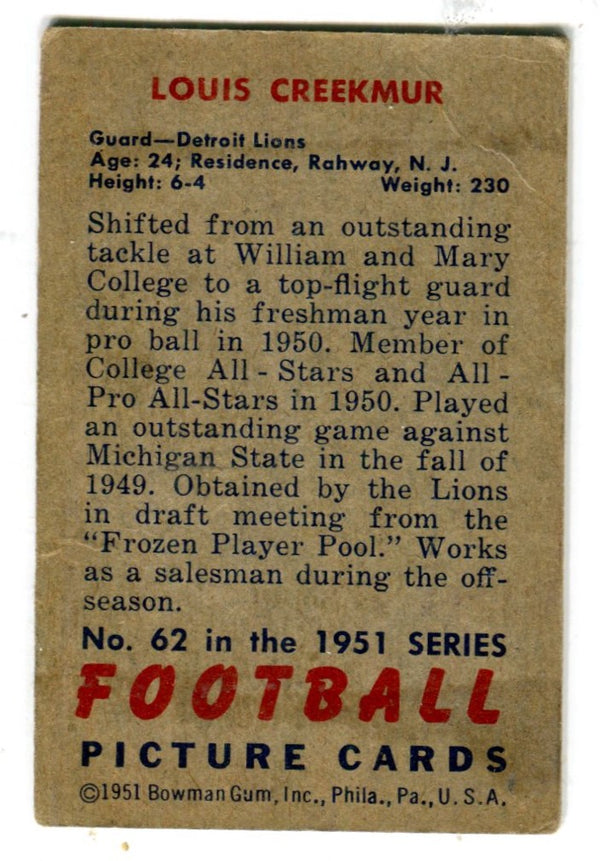 LOUIS CREEKMUR
Guard—Detroit Lions
Age: 24; Residence, Rahway, N. J.
Height: 6-4 Weight: 230
Shifted from an outstanding
tackle at William and Mary
College to a top-flight guard
during his freshman year in
pro ball in 1950. Member of
College All - Stars and All -
Pro All-Stars in 1950. Played
an outstanding game against
Michigan State in the fall of
1949. Obtained by the Lions
in draft meeting from the
“Frozen Player Pool.” Works
as a salesman during the off-
season.
No. 62 in the 1951 SERIES
FOOTBALL
PICTURE CARDS
©1951 Bowman Gum, Inc., Phila., Pa., U. S. A.